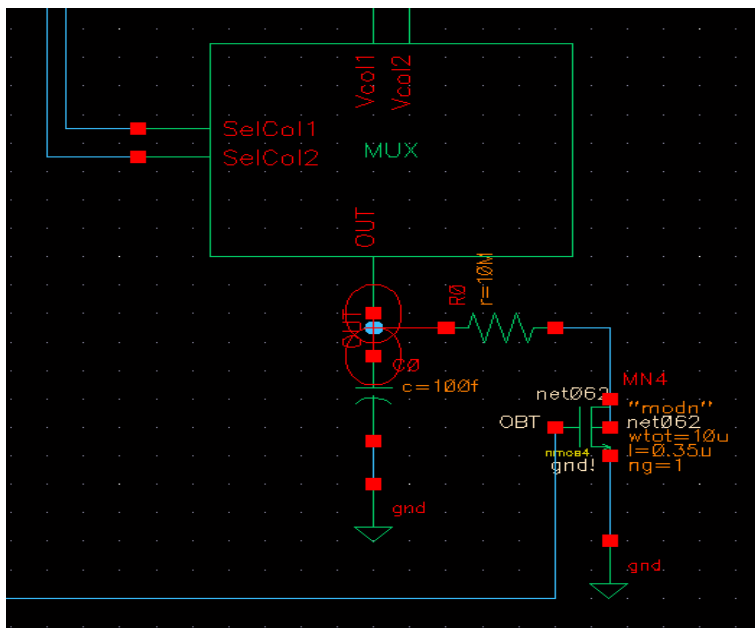 Vcol1
Vcol2
SelCol1
SelCol2
MUX
OUT
R0
r=10M
OUT
C0
c=100f
gnd
MN4
net062
"modn"
OBT
net062
wtot=10u
nmos4
l=0.35u
gnd!
ng=1
gnd